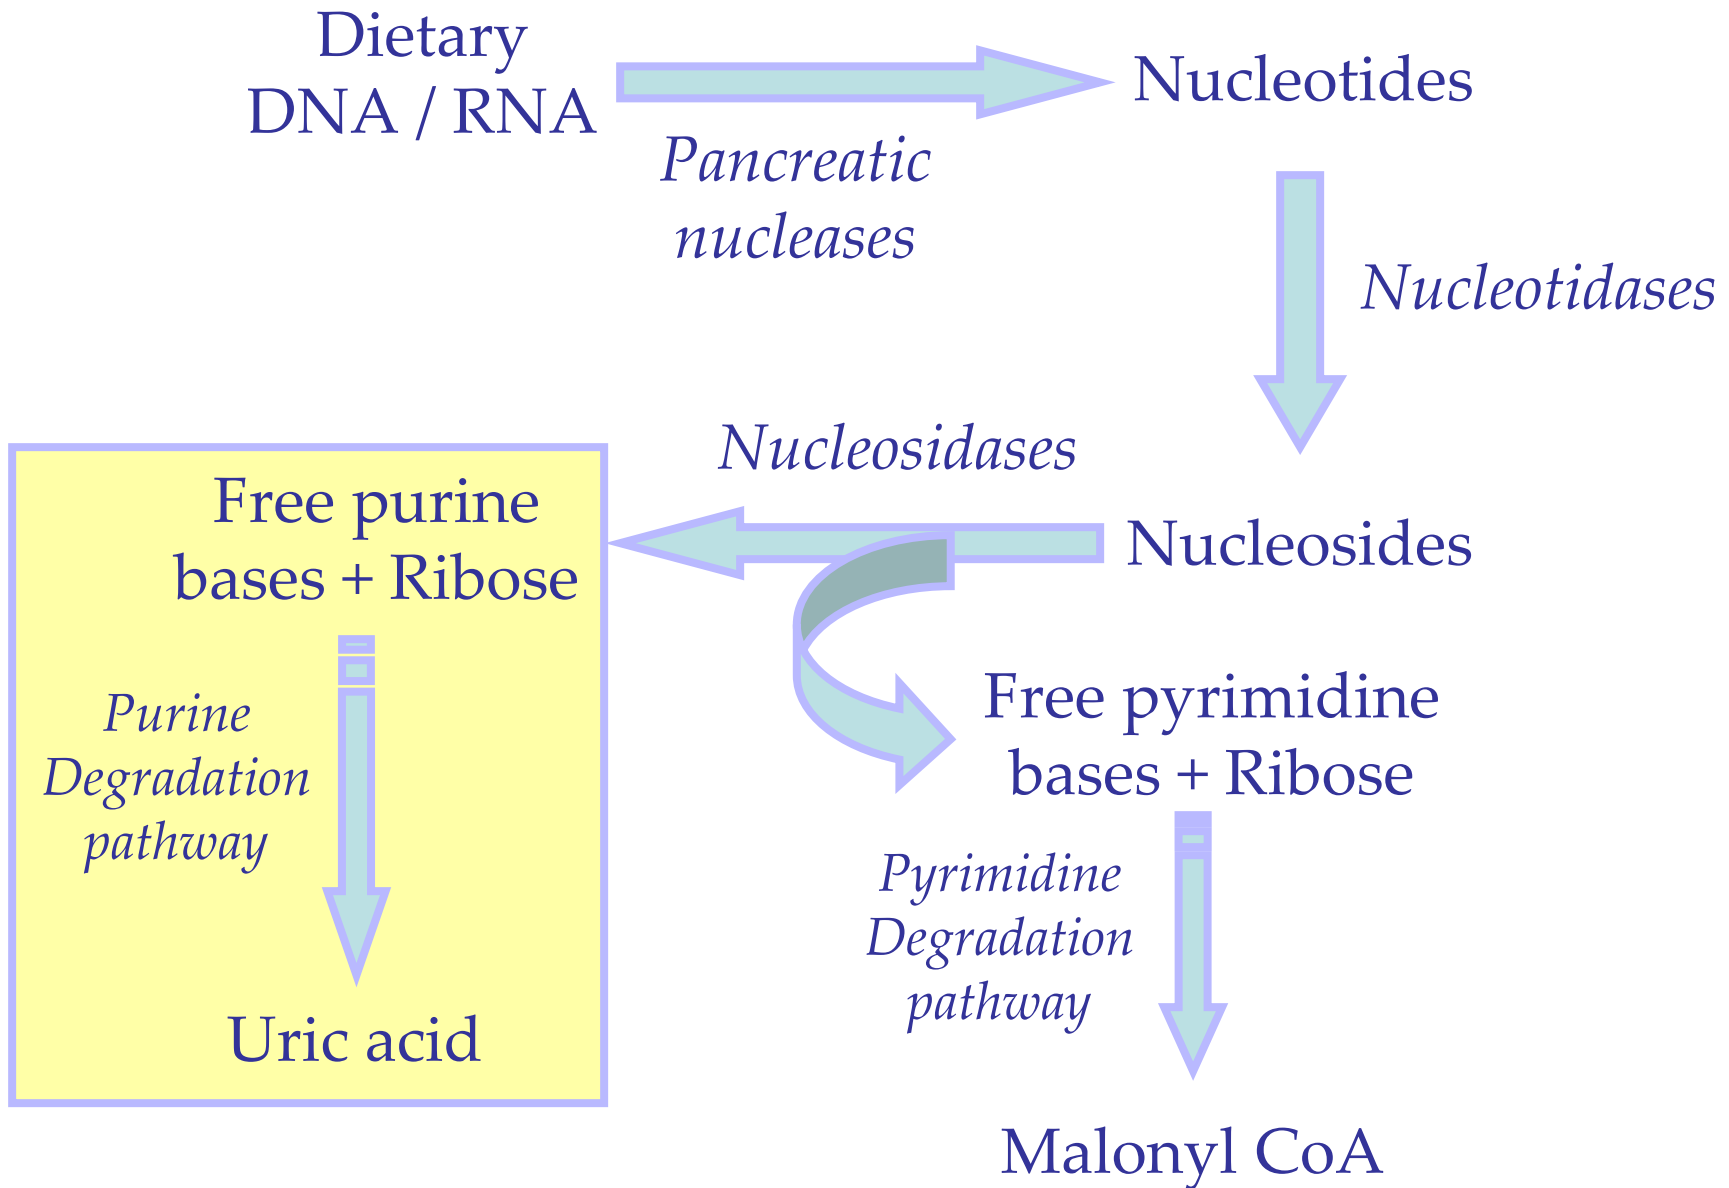 Dietary
DNA / RNA
Nucleotides
Pancreatic
nucleases
Nucleotidases
Nucleosidases
Nucleosides
Free purine
bases + Ribose
Purine
Degradation
pathway
Uric acid
Free pyrimidine
bases + Ribose
Pyrimidine
Degradation
pathway
Malonyl CoA